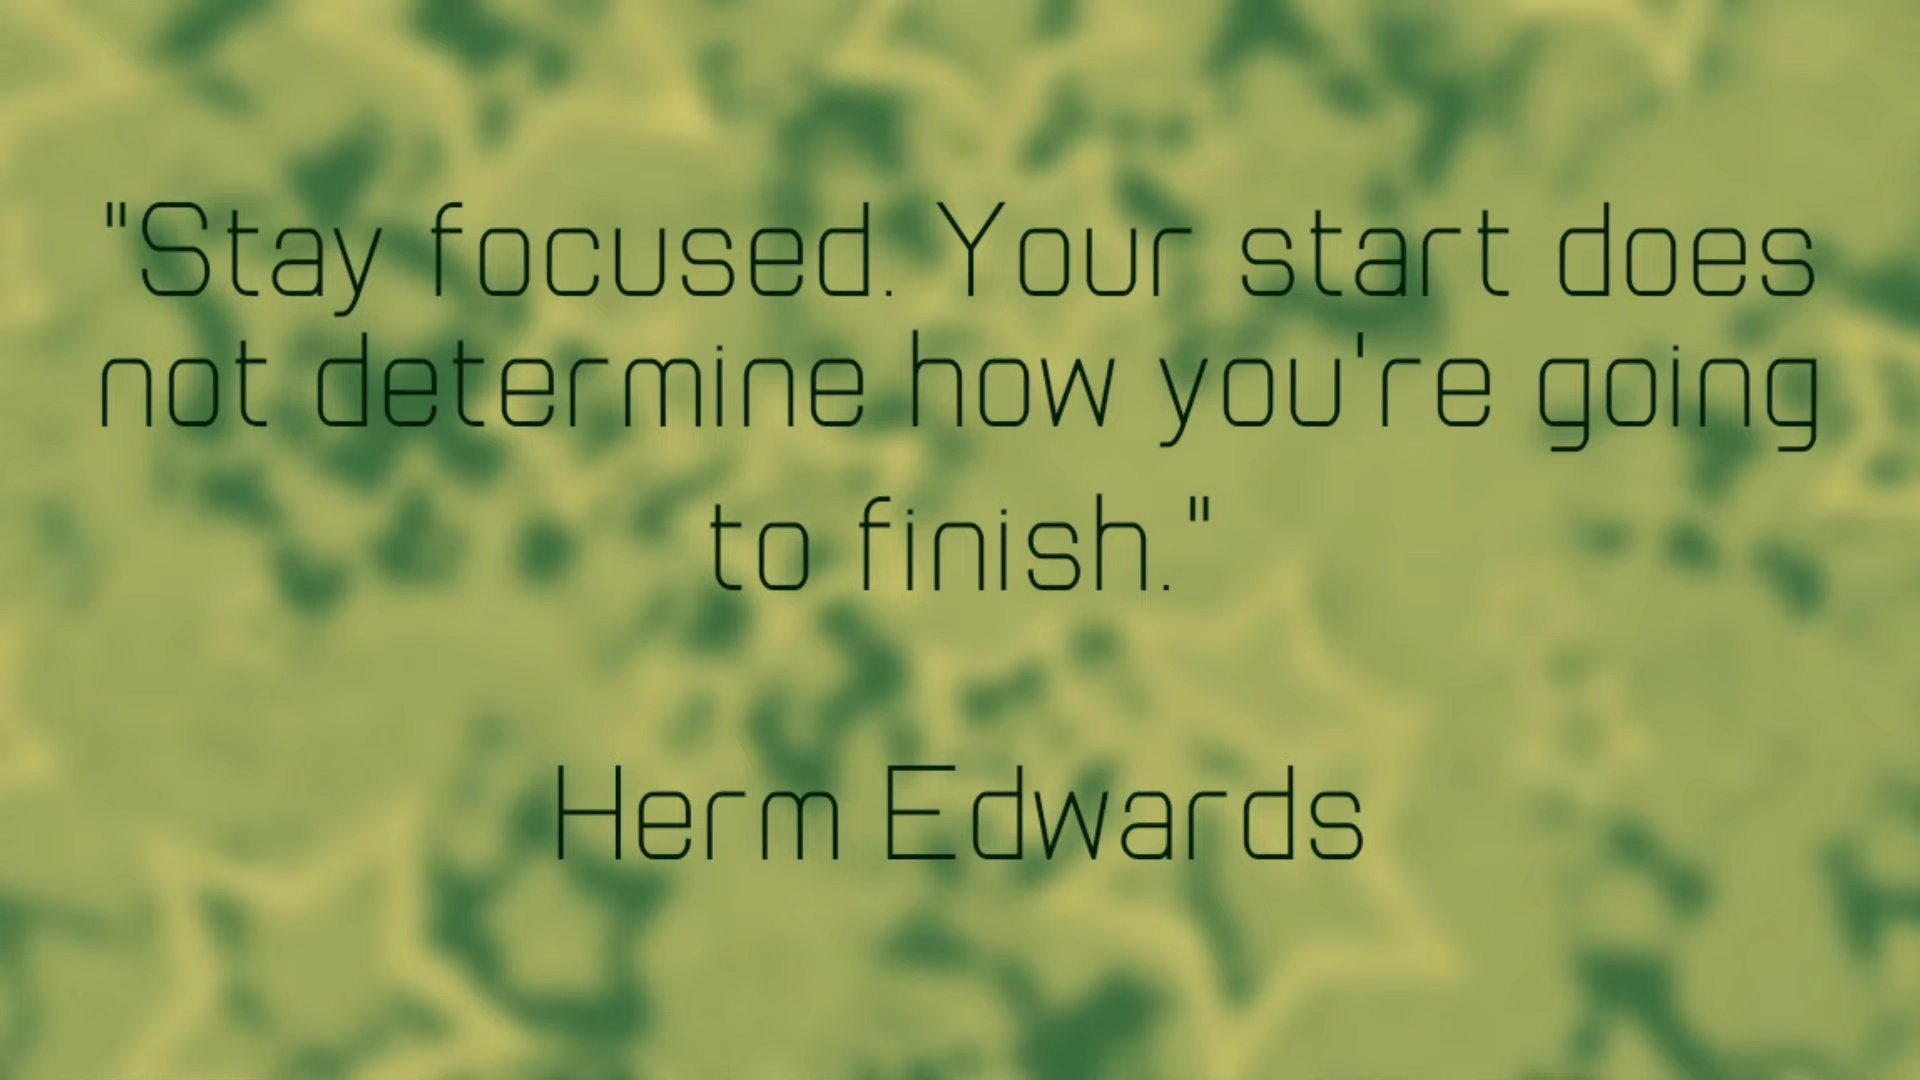 "Stay focused. Your start does
not determine how you're going
to finish."
Herm Edwards